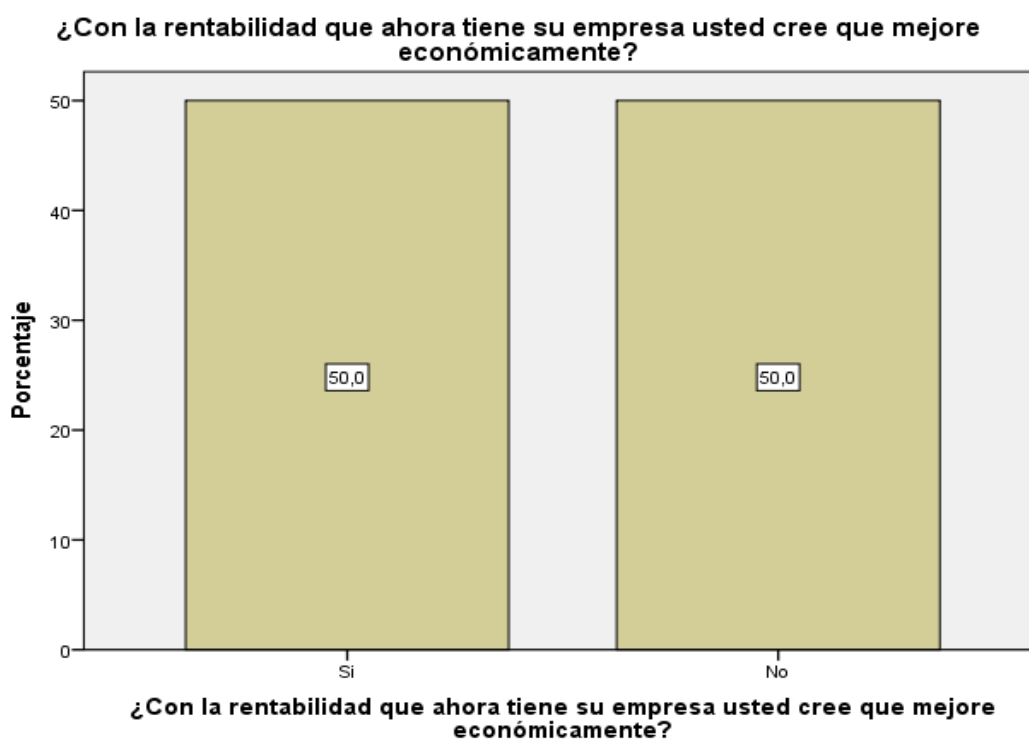 ¿Con la rentabilidad que ahora tiene su empresa usted cree que mejore
económicamente?
Porcentaje
50
40
30
20
10
0
50,0
50,0
Si
No
¿Con la rentabilidad que ahora tiene su empresa usted cree que mejore
económicamente?